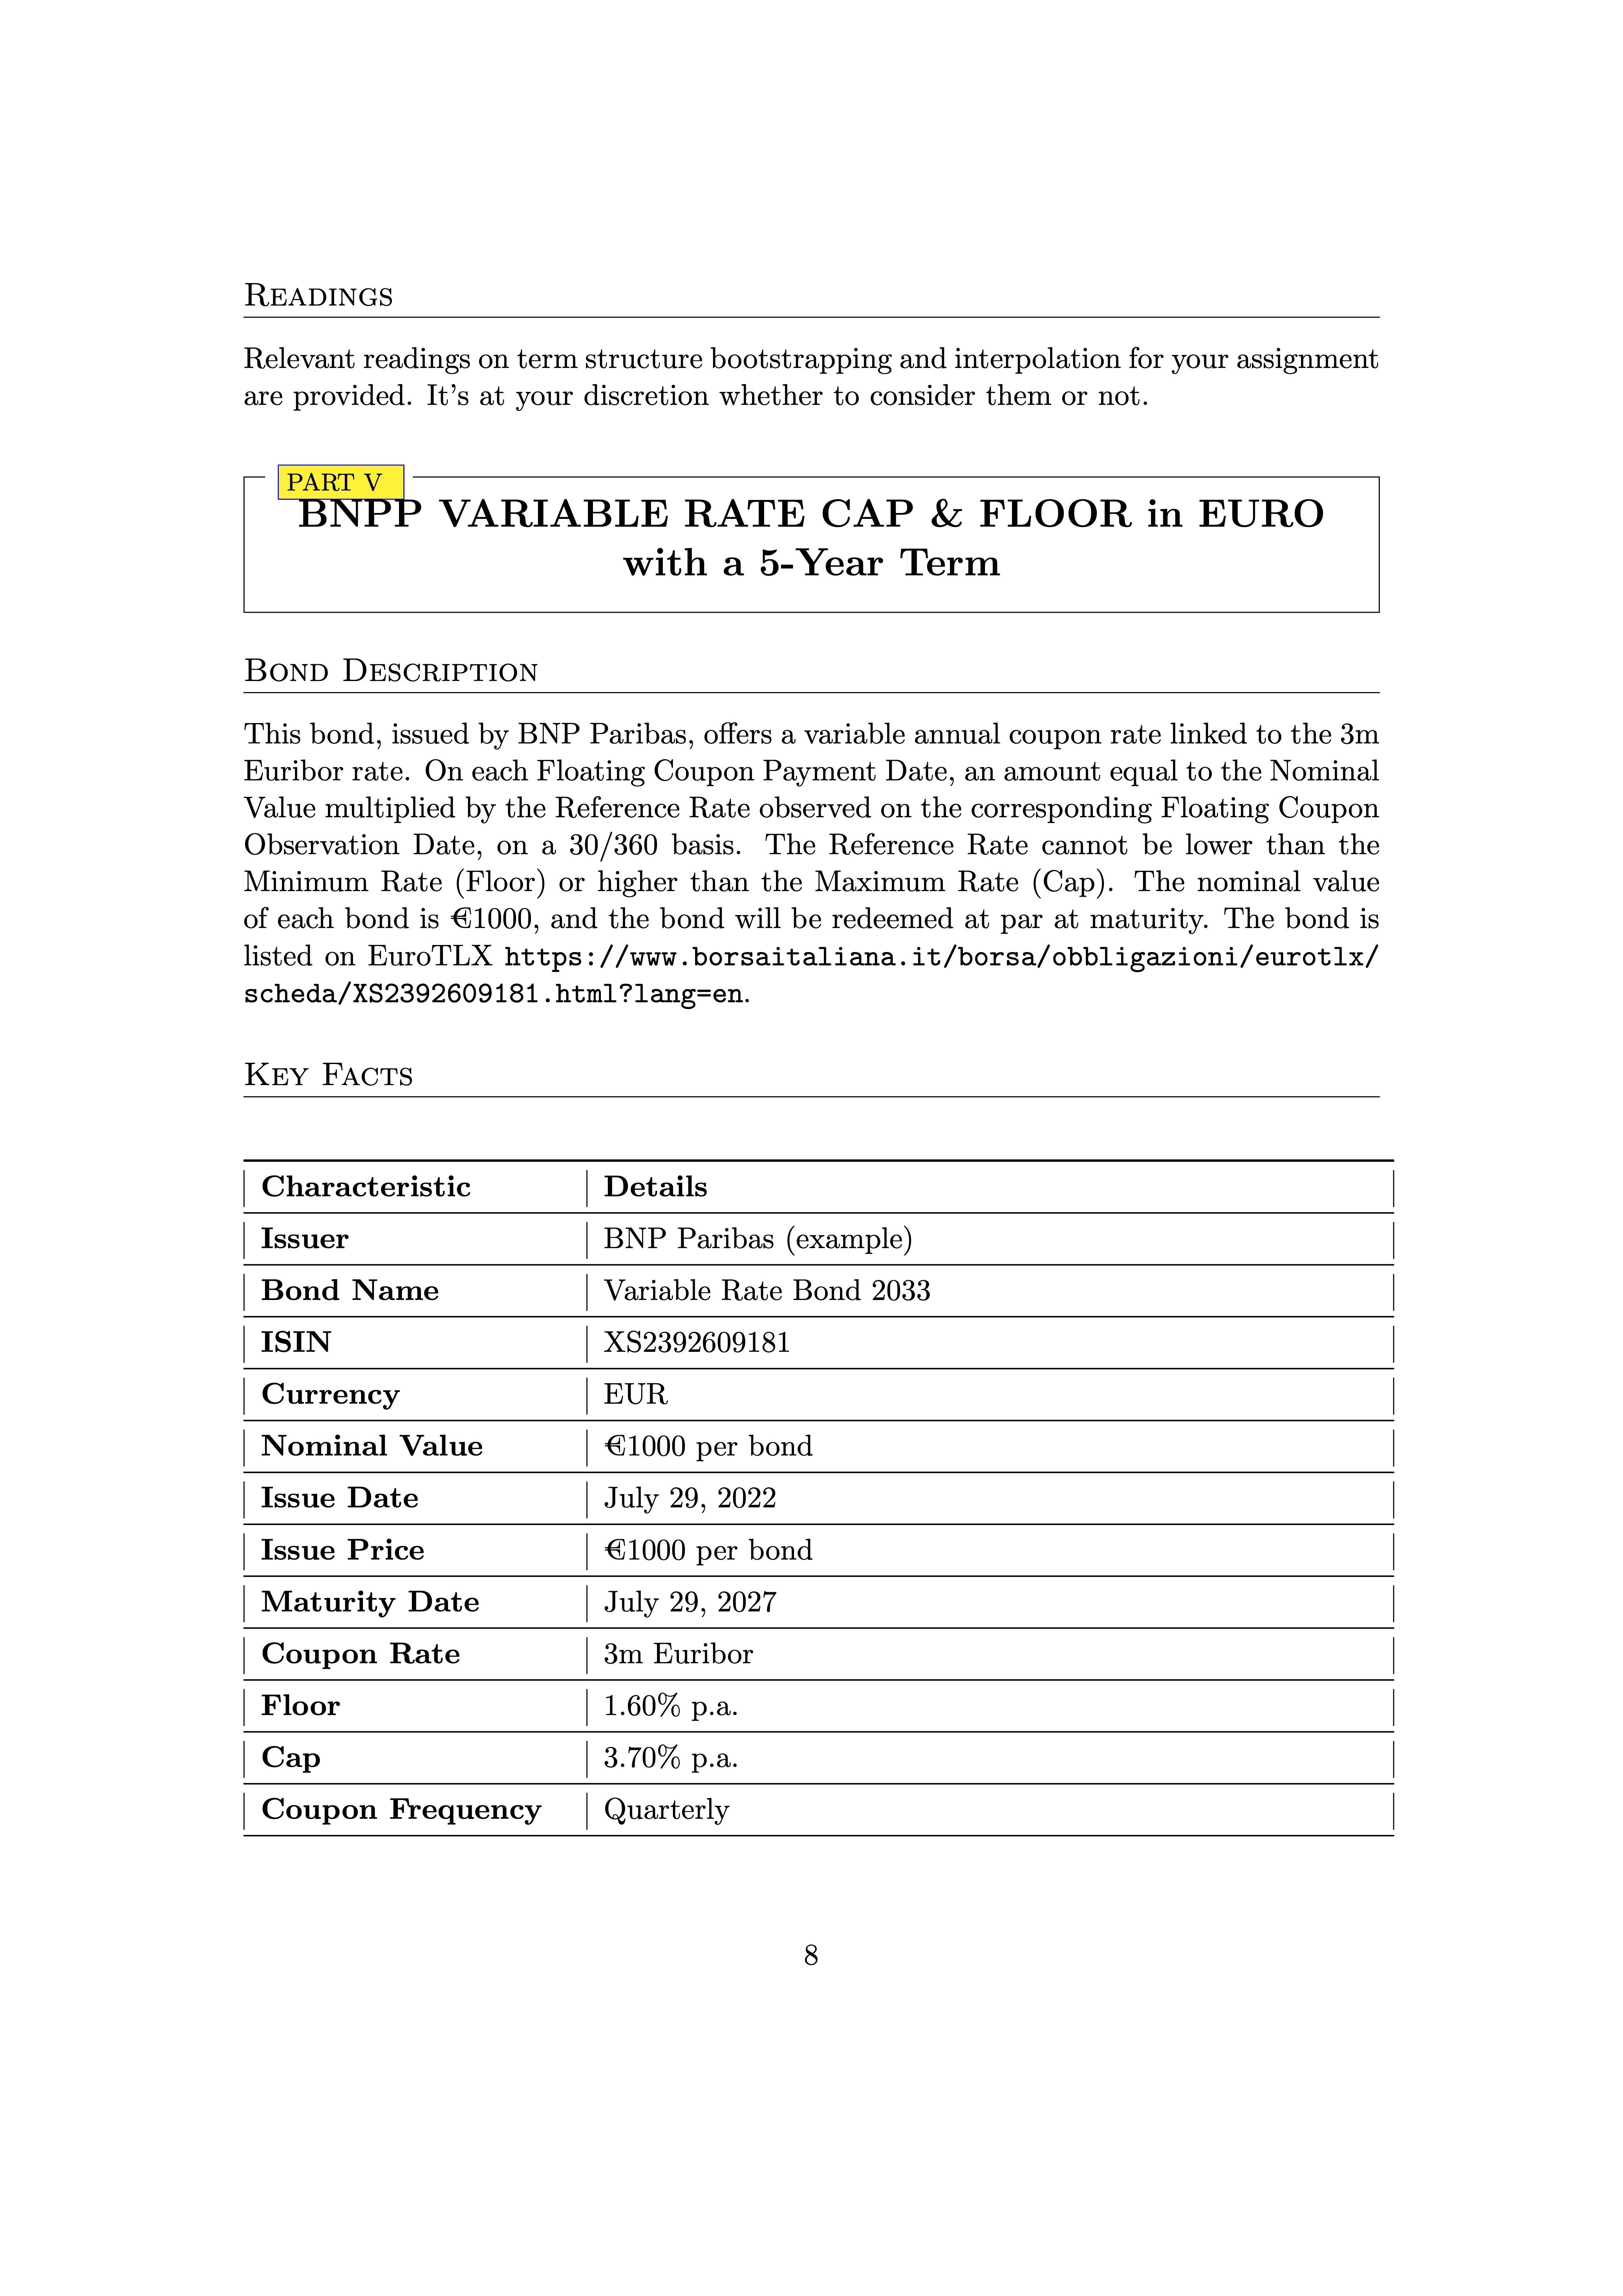 Readings
Relevant readings on term structure bootstrapping and interpolation for your assignment
are provided. It's at your discretion whether to consider them or not.
PART V
BNPP VARIABLE RATE CAP & FLOOR in EURO
with a 5-Year Term
Bond Description
This bond, issued by BNP Paribas, offers a variable annual coupon rate linked to the 3m
Euribor rate. On each Floating Coupon Payment Date, an amount equal to the Nominal
Value multiplied by the Reference Rate observed on the corresponding Floating Coupon
Observation Date, on a 30/360 basis. The Reference Rate cannot be lower than the
Minimum Rate (Floor) or higher than the Maximum Rate (Cap). The nominal value
of each bond is €1000, and the bond will be redeemed at par at maturity. The bond is
listed on EuroTLX https://www.borsaitaliana.it/borsa/obbligazioni/eurotlx/
scheda/XS2392609181.html?lang=en.
Key Facts
Characteristic Details
Issuer BNP Paribas (example)
Bond Name Variable Rate Bond 2033
ISIN XS2392609181
Currency EUR
Nominal Value €1000 per bond
Issue Date July 29, 2022
Issue Price €1000 per bond
Maturity Date July 29, 2027
Coupon Rate 3m Euribor
Floor 1.60% p.a.
Cap 3.70% p.a.
Coupon Frequency Quarterly
8